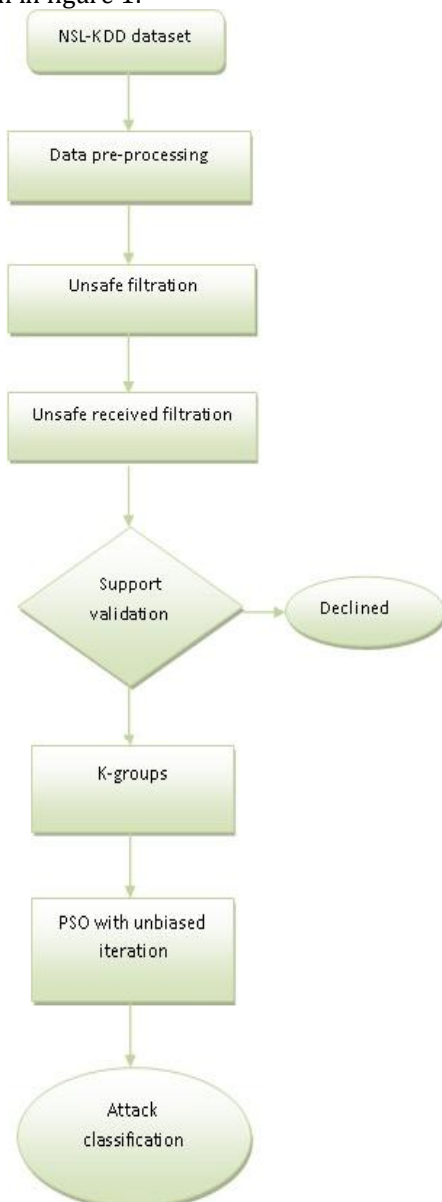 in figure 1.
NSL-KDD dataset
Data pre-processing
Unsafe filtration
Unsafe received filtration
Support
validation
Declined
K-groups
PSO with unbiased
iteration
Attack
classification